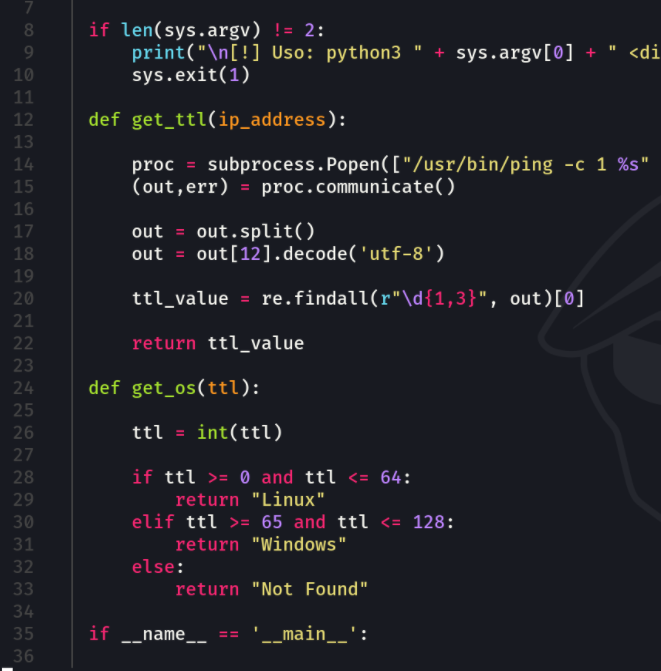 7
8 if len(sys.argv) != 2:
9     print("\n[!] Uso: python3 " + sys.argv[0] + " <di
10     sys.exit(1)
11
12 def get_ttl(ip_address):
13
14     proc = subprocess.Popen(["/usr/bin/ping -c 1 %s"
15     (out,err) = proc.communicate()
16
17     out = out.split()
18     out = out[12].decode('utf-8')
19
20     ttl_value = re.findall(r"\d{1,3}", out)[0]
21
22     return ttl_value
23
24 def get_os(ttl):
25
26     ttl = int(ttl)
27
28     if ttl >= 0 and ttl <= 64:
29         return "Linux"
30     elif ttl >= 65 and ttl <= 128:
31         return "Windows"
32     else:
33         return "Not Found"
34
35 if __name__ == '__main__':
36